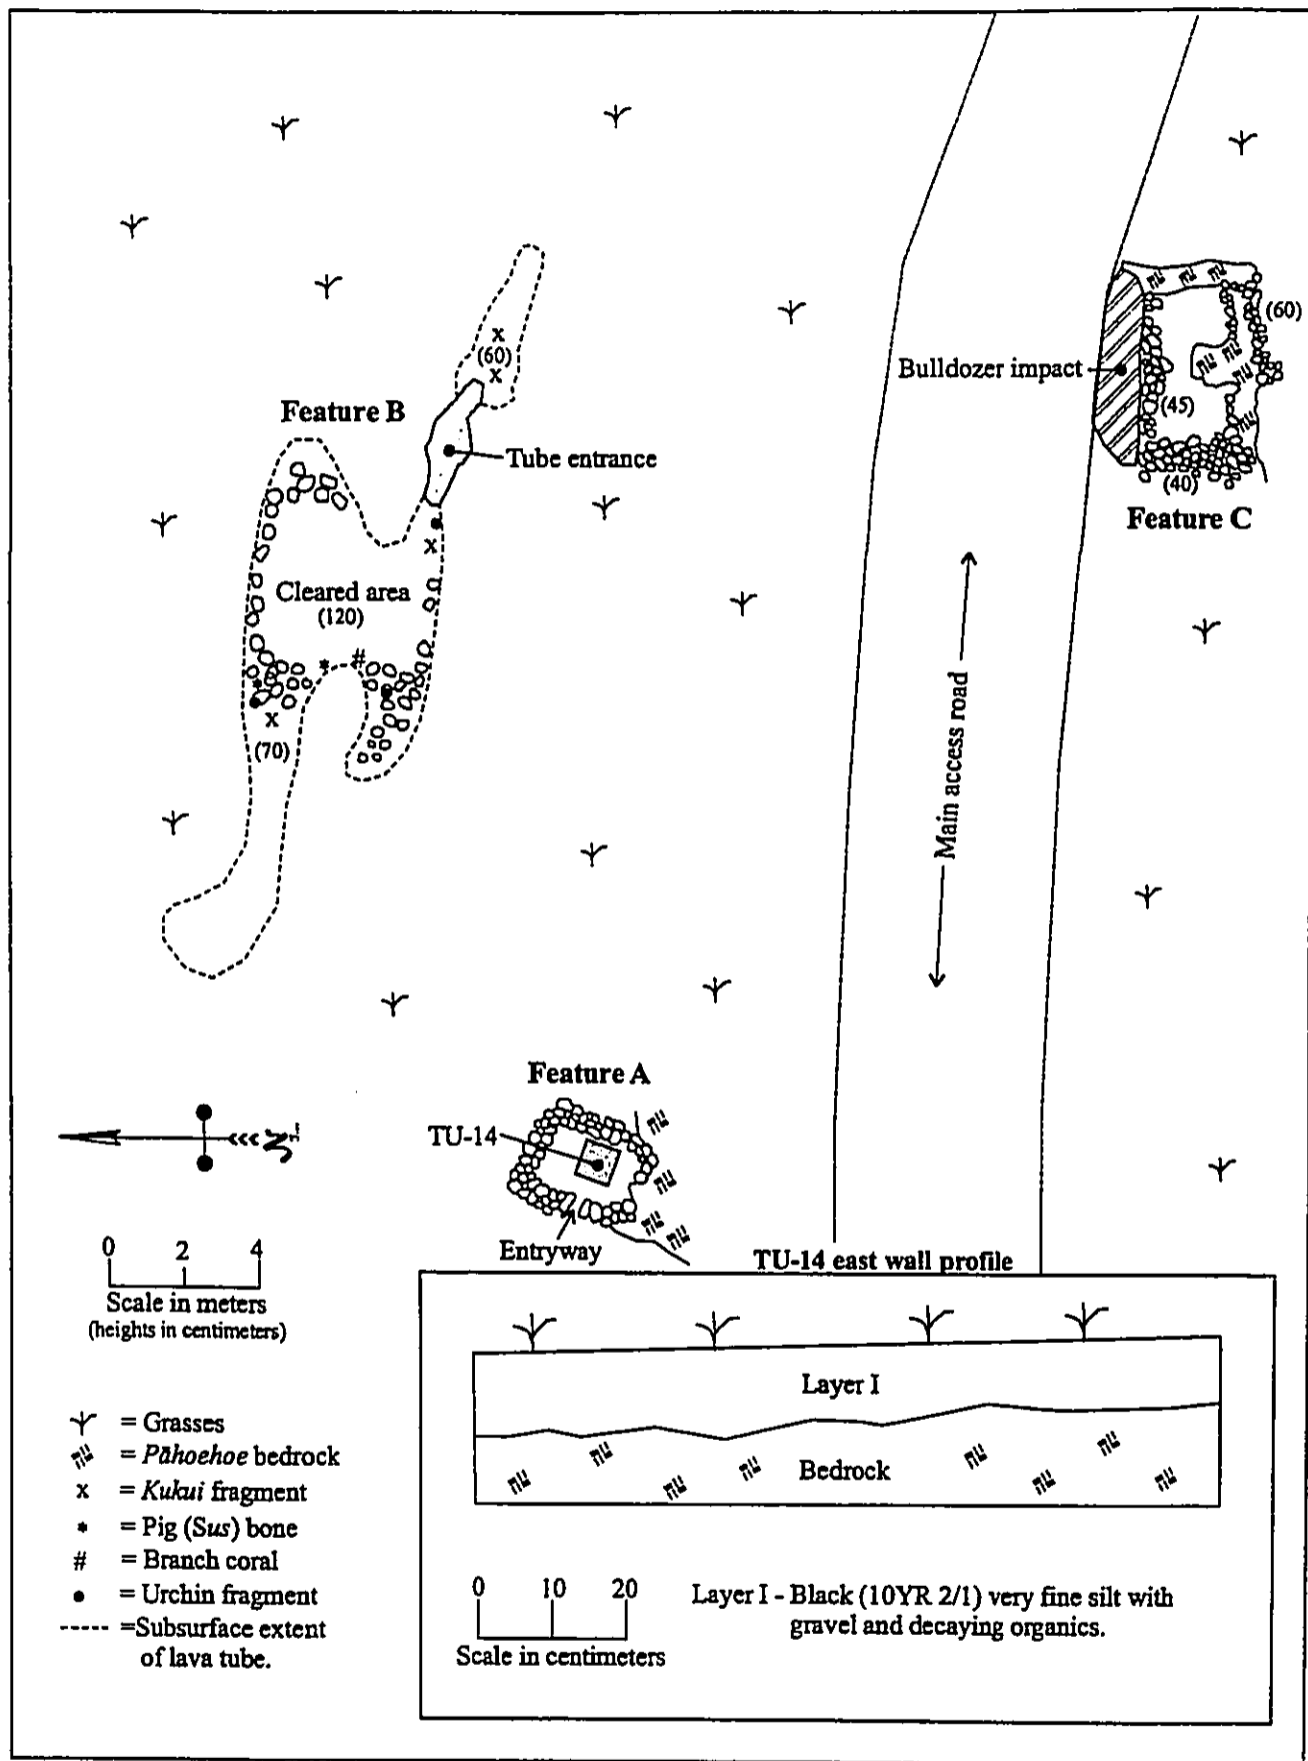 (60)
Feature B
Tube entrance
Cleared area
(120)
(70)
Bulldozer impact
(60)
(45)
(40)
Feature C
Main access road
Feature A
TU-14
Entryway
N
0 2 4
Scale in meters
(heights in centimeters)
= Grasses
= Pāhoehoe bedrock
x = Kukui fragment
* = Pig (Sus) bone
# = Branch coral
● = Urchin fragment
----- =Subsurface extent
of lava tube.
TU-14 east wall profile
Layer I
Bedrock
0 10 20
Scale in centimeters
Layer I - Black (10YR 2/1) very fine silt with
gravel and decaying organics.